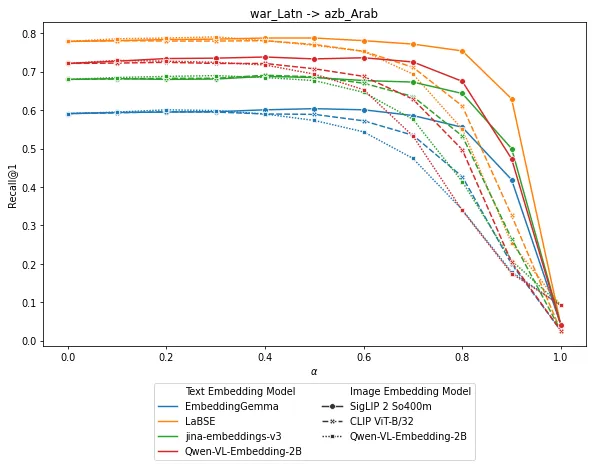 war_Latn -> azb_Arab
Recall@1
0.8
0.7
0.6
0.5
0.4
0.3
0.2
0.1
0.0
0.0 0.2 0.4 0.6 0.8 1.0
α
Text Embedding Model
EmbeddingGemma
LaBSE
jina-embeddings-v3
Qwen-VL-Embedding-2B
Image Embedding Model
SigLIP 2 So400m
CLIP ViT-B/32
Qwen-VL-Embedding-2B